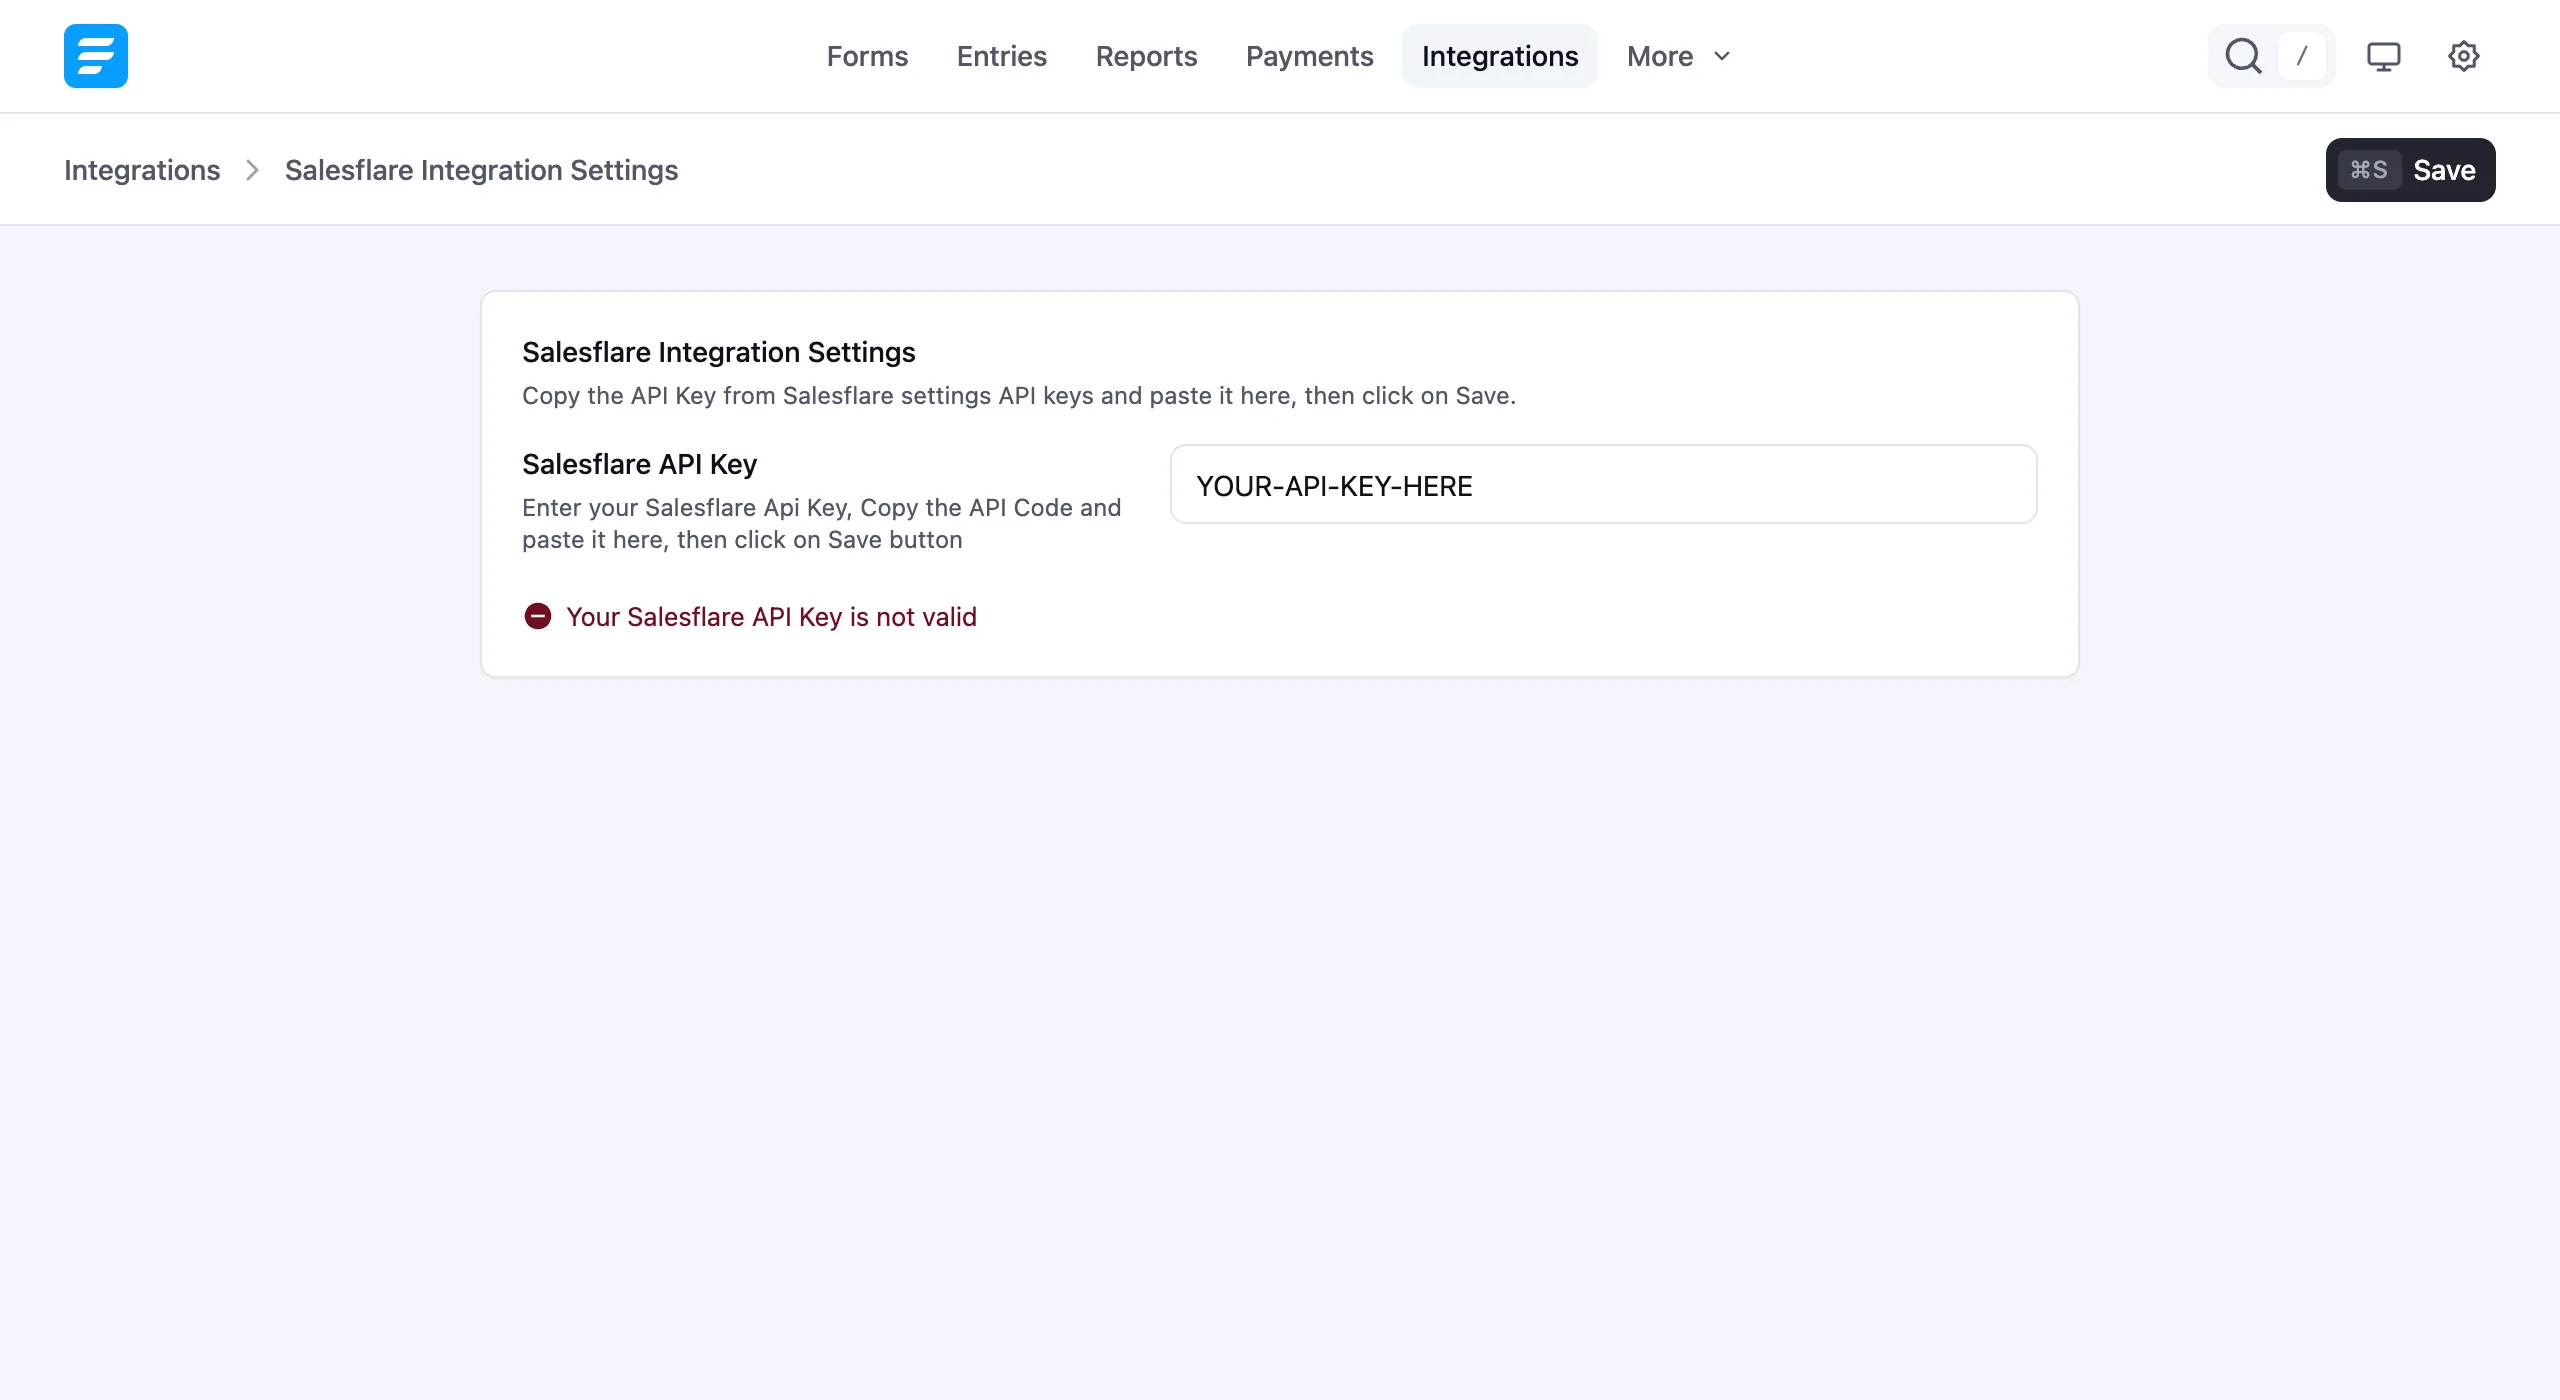 Forms
Entries
Reports
Payments
Integrations
More
/
Integrations
Salesflare Integration Settings
⌘S Save
Salesflare Integration Settings
Copy the API Key from Salesflare settings API keys and paste it here, then click on Save.
Salesflare API Key
Enter your Salesflare Api Key, Copy the API Code and
paste it here, then click on Save button
YOUR-API-KEY-HERE
Your Salesflare API Key is not valid